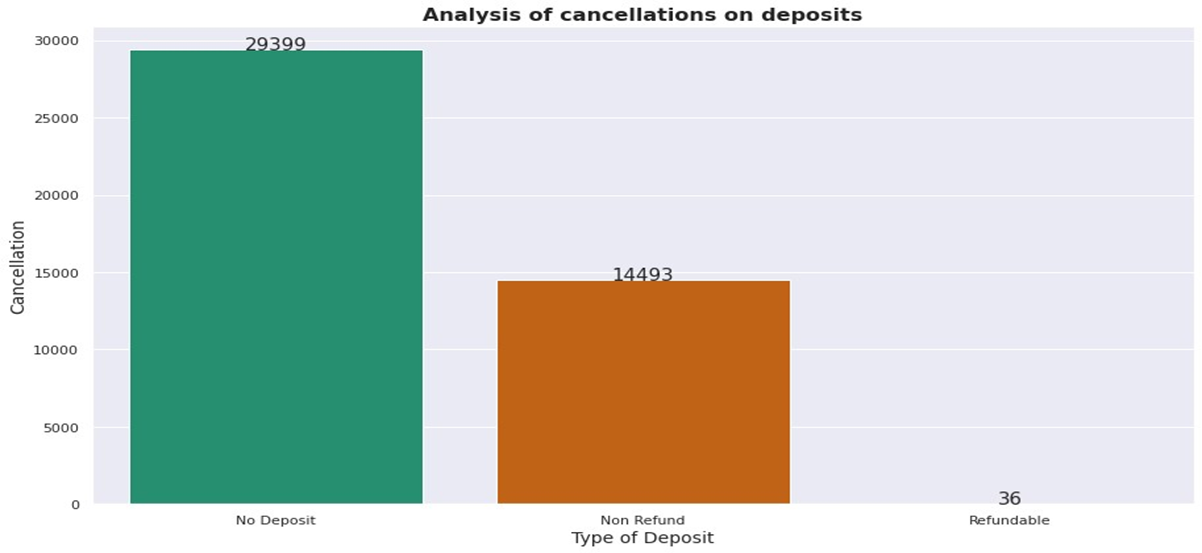 Analysis of cancellations on deposits
30000
25000
20000
15000
10000
5000
0
Cancellation
29399
14493
36
No Deposit
Non Refund
Refundable
Type of Deposit